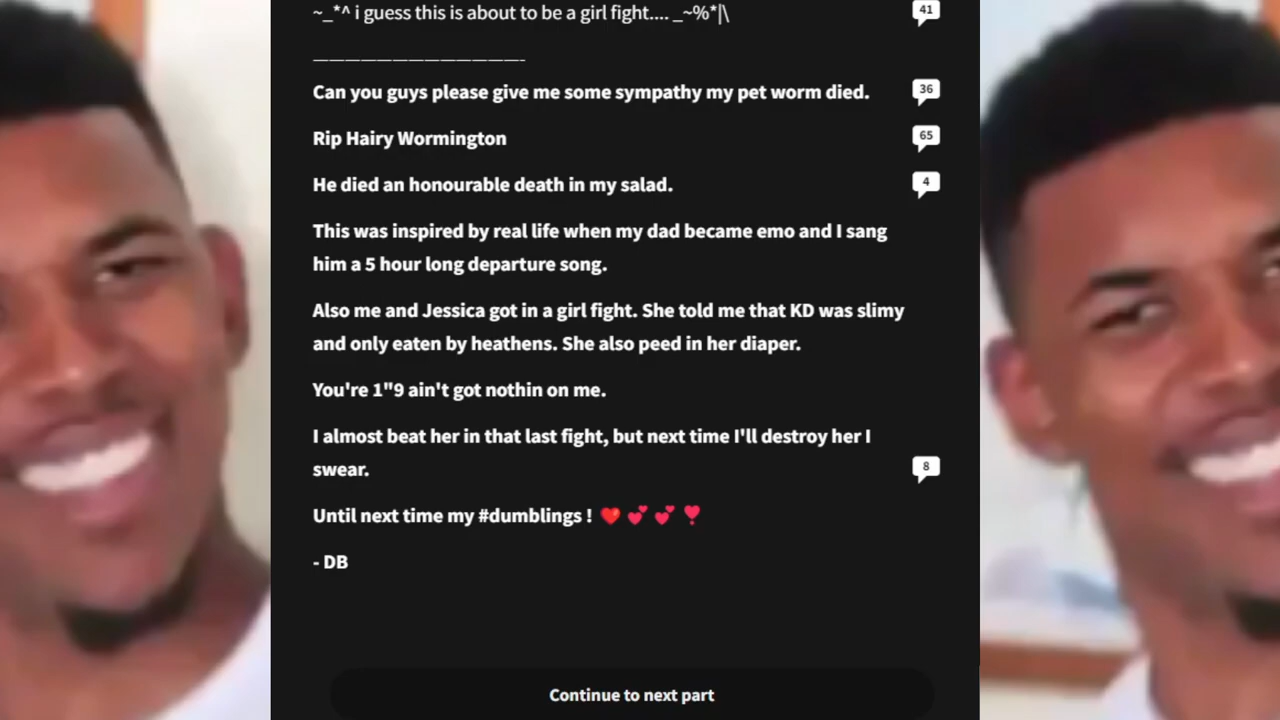 ~_*^ i guess this is about to be a girl fight.... _~%*|\
41
——————————————-
Can you guys please give me some sympathy my pet worm died.
36
Rip Hairy Wormington
65
He died an honourable death in my salad.
4
This was inspired by real life when my dad became emo and I sang
him a 5 hour long departure song.
Also me and Jessica got in a girl fight. She told me that KD was slimy
and only eaten by heathens. She also peed in her diaper.
You're 1"9 ain't got nothin on me.
I almost beat her in that last fight, but next time I'll destroy her I
swear.
8
Until next time my #dumblings ! ❤️ 💕 💕 ❣️
- DB
Continue to next part